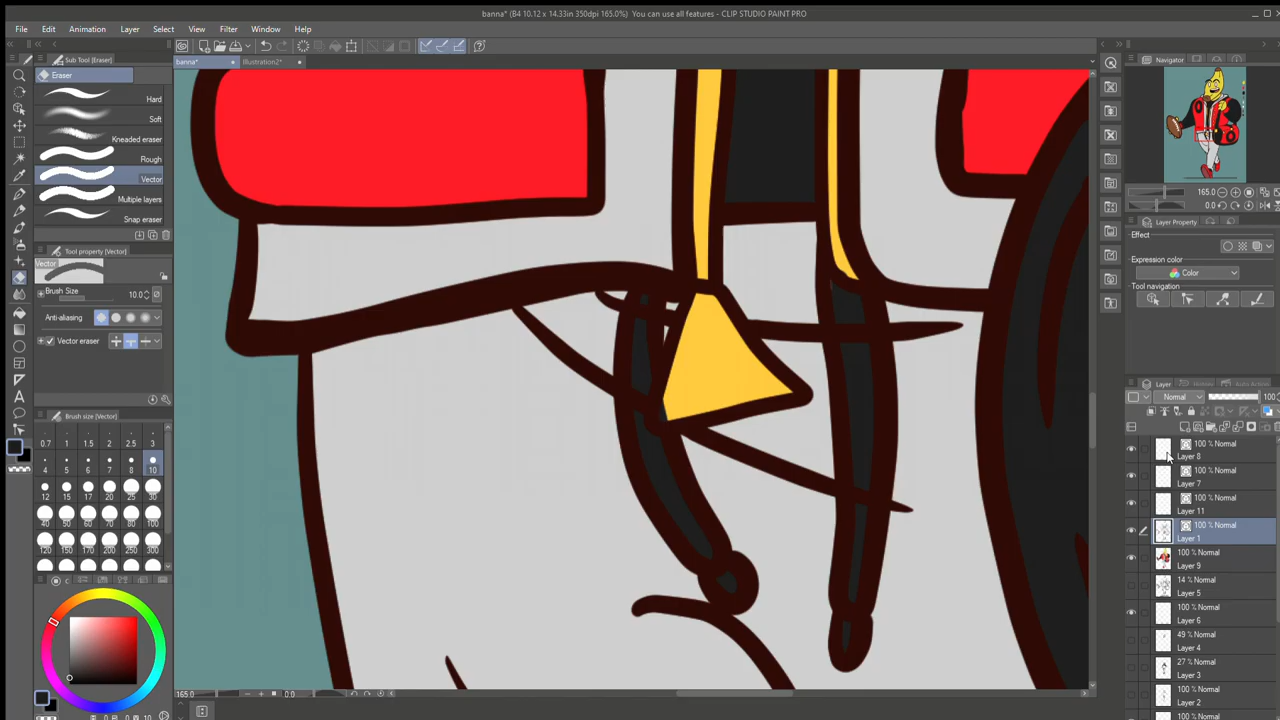 banna* (B4 10.12 x 14.33in 350dpi 165.0%) You can use all features - CLIP STUDIO PAINT PRO
File Edit Animation Layer Select View Filter Window Help
Sub Tool (Eraser)
banna*
Illustration2*
Navigator
Eraser
Hard
Soft
Kneaded eraser
Rough
Vector
Multiple layers
Snap eraser
165.0
0.0
Layer Property
Effect
Expression color
Color
Tool navigation
Tool property (Vector)
Vector
Brush Size 10.0
Anti-aliasing
Vector eraser
Brush size (Vector)
0.7 1 1.5 2 2.5 3
4 5 6 7 8 10
12 15 17 20 25 30
40 50 60 70 80 100
120 150 170 200 250 300
Layer History Auto Action
Normal 100
100 % Normal
Layer 8
100 % Normal
Layer 7
100 % Normal
Layer 11
100 % Normal
Layer 1
100 % Normal
Layer 9
14 % Normal
Layer 5
100 % Normal
Layer 6
49 % Normal
Layer 4
27 % Normal
Layer 3
100 % Normal
Layer 2
100 % Normal
165.0
0.0